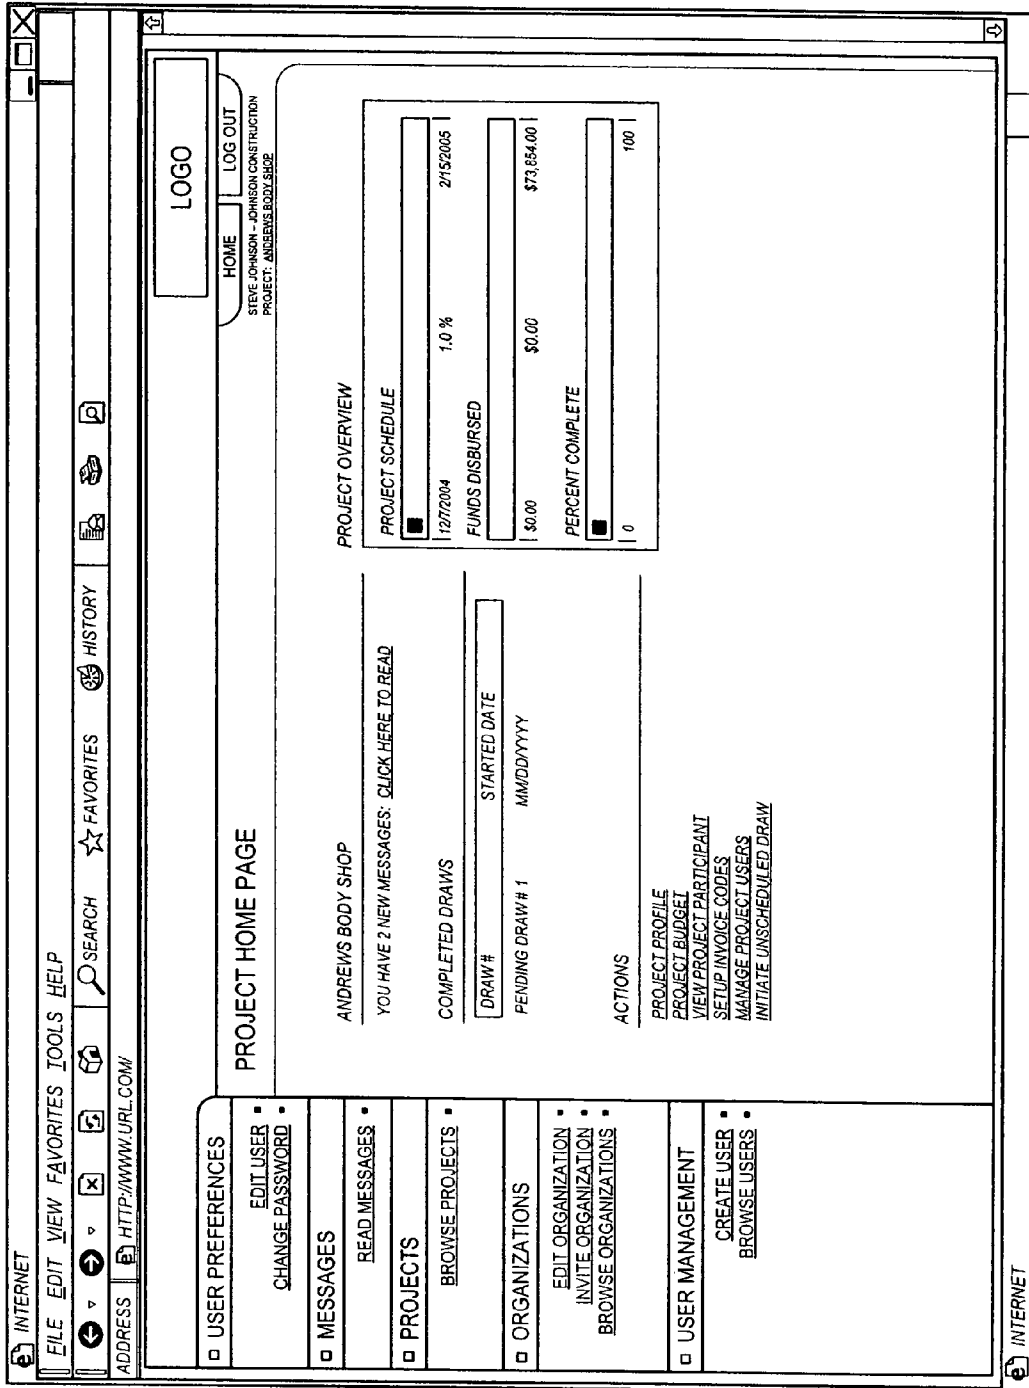 INTERNET
FILE EDIT VIEW FAVORITES TOOLS HELP
SEARCH FAVORITES HISTORY
ADDRESS HTTP://WWW.URL.COM/
LOGO
HOME LOG OUT
STEVE JOHNSON – JOHNSON CONSTRUCTION
PROJECT: ANDREWS BODY SHOP
USER PREFERENCES
EDIT USER
CHANGE PASSWORD
MESSAGES
READ MESSAGES
PROJECTS
BROWSE PROJECTS
ORGANIZATIONS
EDIT ORGANIZATION
INVITE ORGANIZATION
BROWSE ORGANIZATIONS
USER MANAGEMENT
CREATE USER
BROWSE USERS
PROJECT HOME PAGE
ANDREWS BODY SHOP
YOU HAVE 2 NEW MESSAGES: CLICK HERE TO READ
COMPLETED DRAWS
DRAW # STARTED DATE
PENDING DRAW # 1 MM/DD/YYYY
ACTIONS
PROJECT PROFILE
PROJECT BUDGET
VIEW PROJECT PARTICIPANT
SETUP INVOICE CODES
MANAGE PROJECT USERS
INITIATE UNSCHEDULED DRAW
PROJECT OVERVIEW
PROJECT SCHEDULE
12/7/2004 1.0 % 2/15/2005
FUNDS DISBURSED
$0.00 $0.00 $73,854.00
PERCENT COMPLETE
0 100
INTERNET